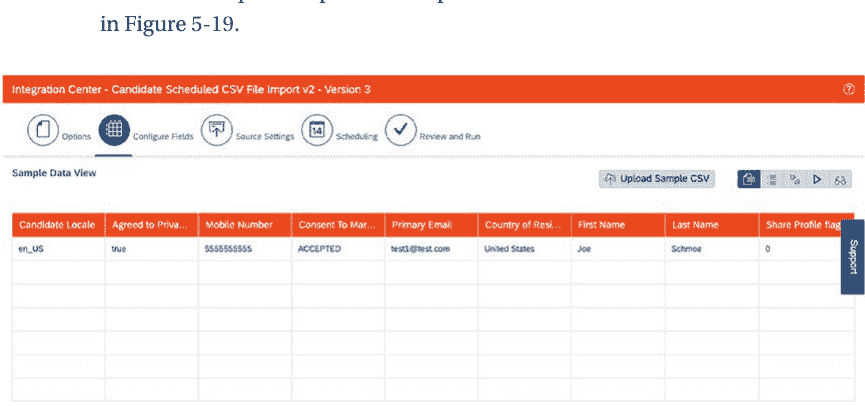 in Figure 5-19.
Integration Center - Candidate Scheduled CSV File Import v2 - Version 3
Options Configure Fields Source Settings 14 Scheduling Review and Run
Sample Data View
Upload Sample CSV
Candidate Locale Agreed to Priva... Mobile Number Consent To Mar... Primary Email Country of Resi... First Name Last Name Share Profile flag
en_US true 5555555555 ACCEPTED test1@test.com United States Joe Schmoe 0
Support